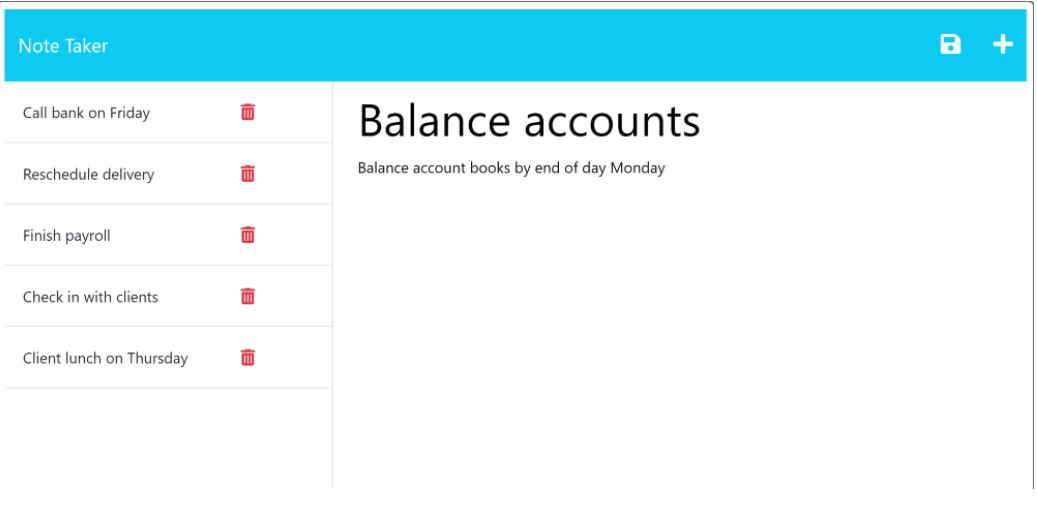 Note Taker
Call bank on Friday
Reschedule delivery
Finish payroll
Check in with clients
Client lunch on Thursday
Balance accounts
Balance account books by end of day Monday